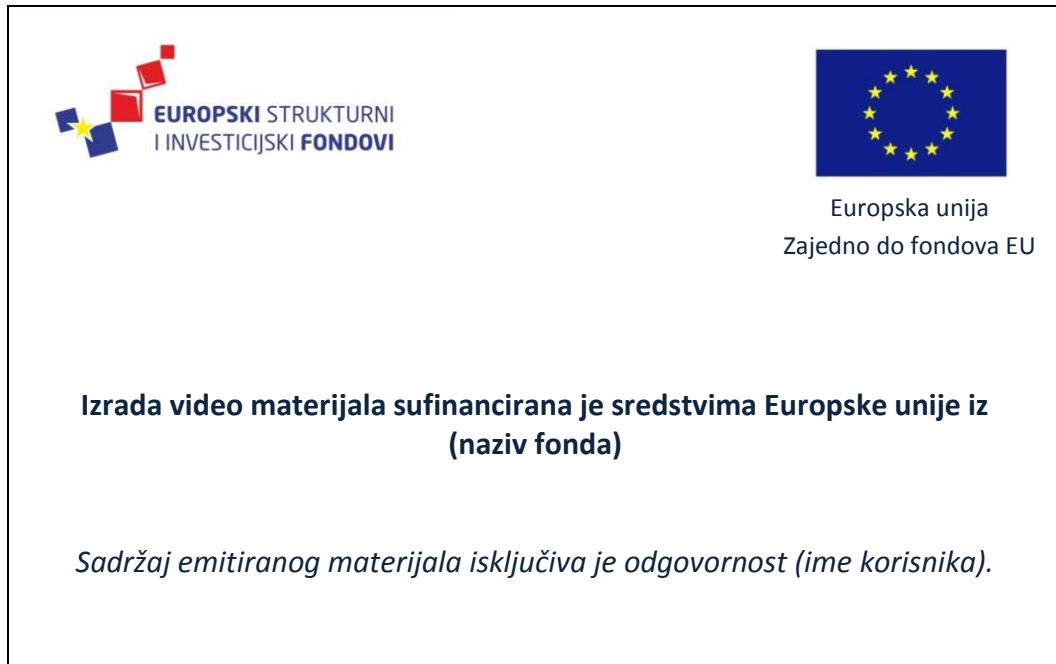 EUROPSKI STRUKTURNI
I INVESTICIJSKI FONDOVI
Europska unija
Zajedno do fondova EU
Izrada video materijala sufinancirana je sredstvima Europske unije iz
(naziv fonda)
Sadržaj emitiranog materijala isključiva je odgovornost (ime korisnika).